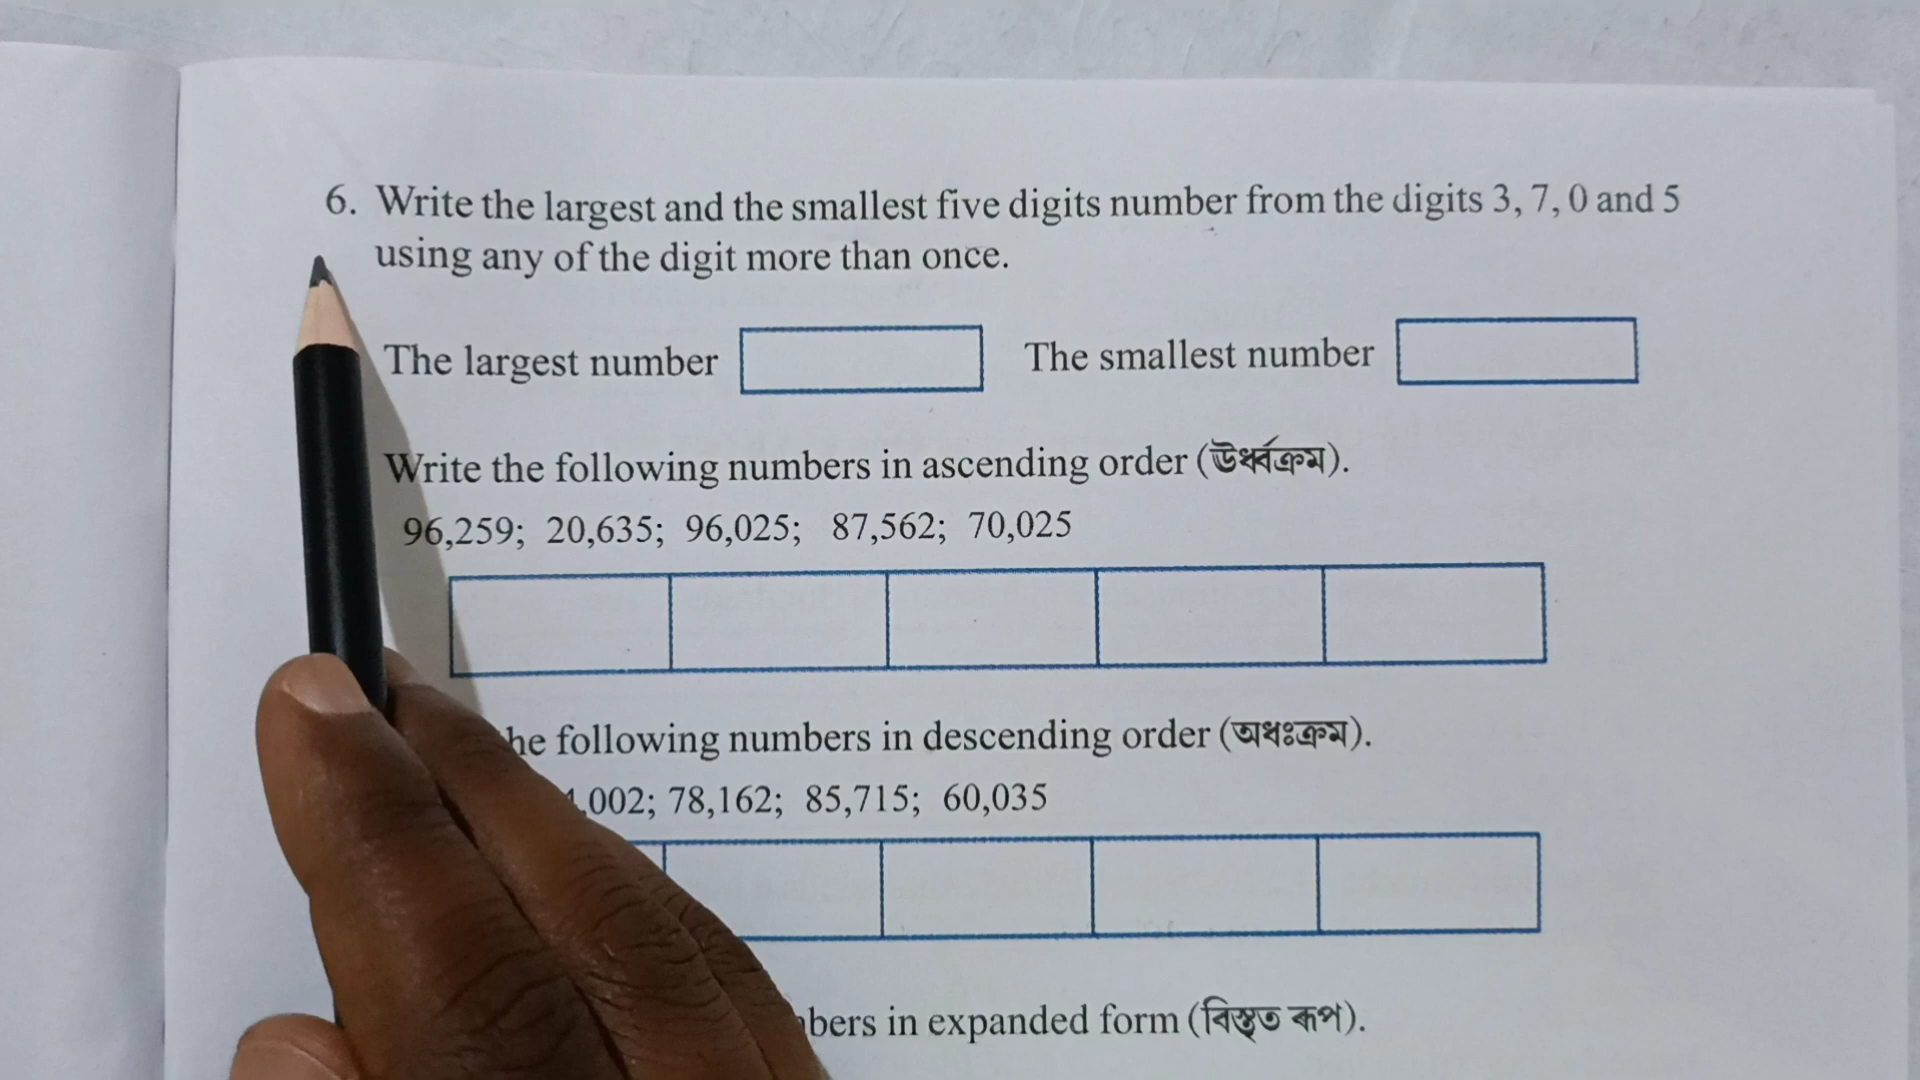 6. Write the largest and the smallest five digits number from the digits 3, 7, 0 and 5
using any of the digit more than once.
The largest number The smallest number
Write the following numbers in ascending order (ঊর্ধ্বক্রম).
96,259; 20,635; 96,025; 87,562; 70,025
he following numbers in descending order (অধঃক্রম).
,002; 78,162; 85,715; 60,035
bers in expanded form (বিস্তৃত রূপ).